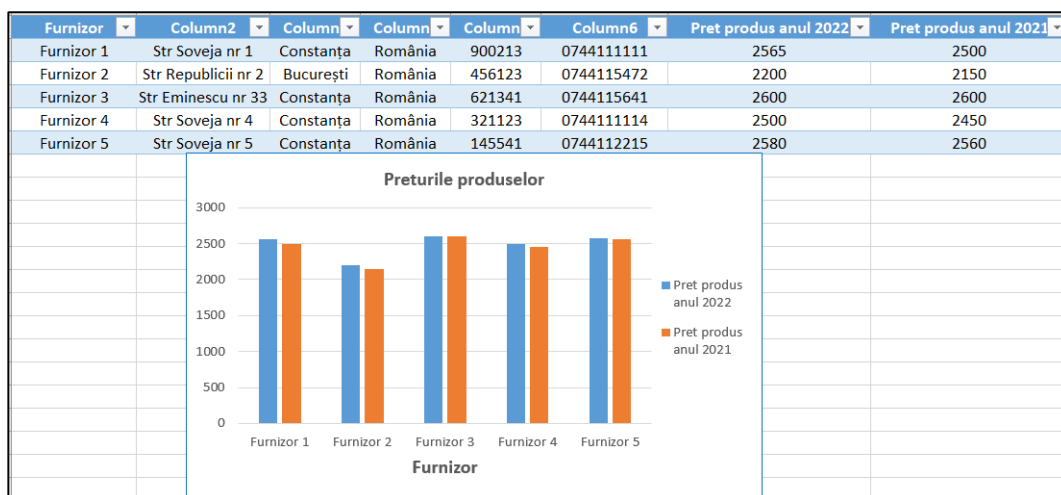 Furnizor Column2 Column Column Column Column6 Pret produs anul 2022 Pret produs anul 2021
Furnizor 1 Str Soveja nr 1 Constanța România 900213 0744111111 2565 2500
Furnizor 2 Str Republicii nr 2 București România 456123 0744115472 2200 2150
Furnizor 3 Str Eminescu nr 33 Constanța România 621341 0744115641 2600 2600
Furnizor 4 Str Soveja nr 4 Constanța România 321123 0744111114 2500 2450
Furnizor 5 Str Soveja nr 5 Constanța România 145541 0744112215 2580 2560
Preturile produselor
3000
2500
2000
1500
1000
500
0
Furnizor 1 Furnizor 2 Furnizor 3 Furnizor 4 Furnizor 5
Furnizor
Pret produs
anul 2022
Pret produs
anul 2021